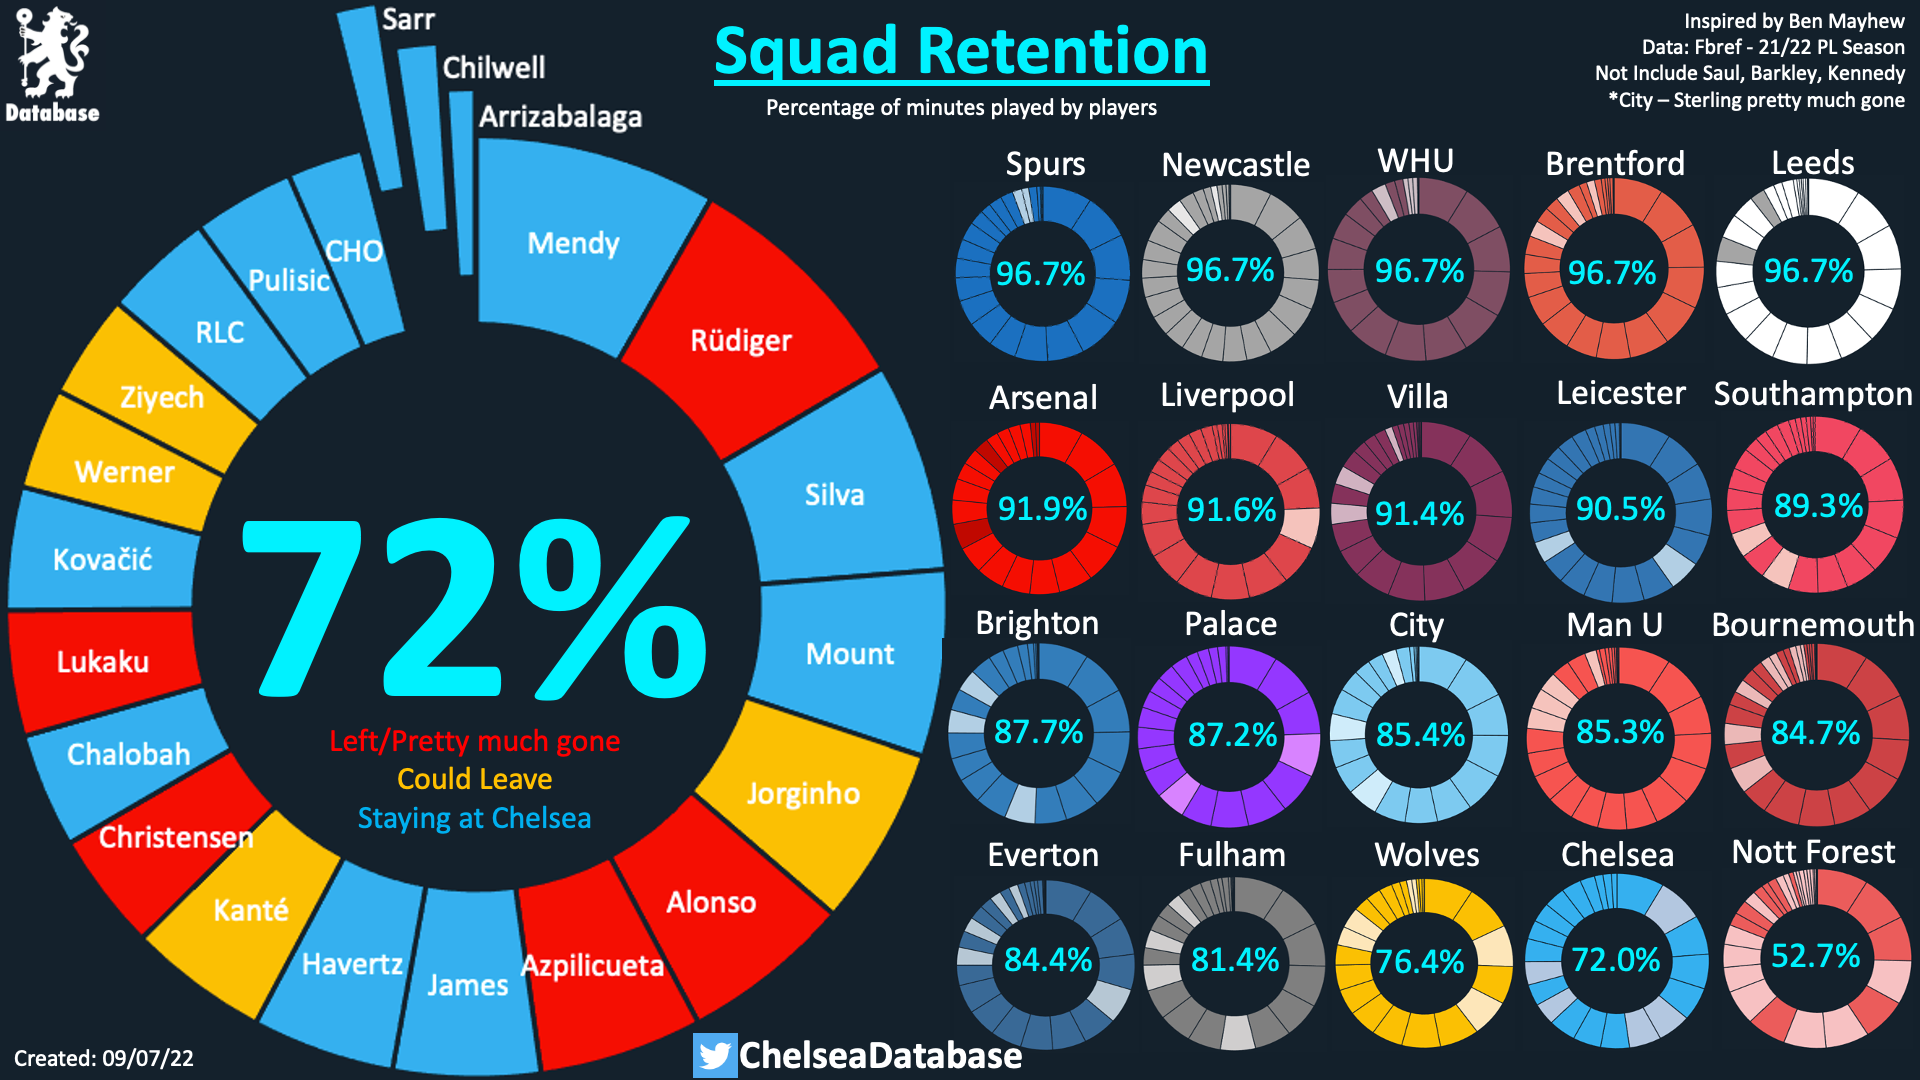 Database
Sarr
Chilwell
Arrizabalaga
Squad Retention
Percentage of minutes played by players
Inspired by Ben Mayhew
Data: Fbref - 21/22 PL Season
Not Include Saul, Barkley, Kennedy
*City – Sterling pretty much gone
Mendy
Rüdiger
Silva
Mount
Jorginho
Alonso
Azpilicueta
James
Havertz
Kanté
Christensen
Chalobah
Lukaku
Kovačić
Werner
Ziyech
RLC
Pulisic
CHO
72%
Left/Pretty much gone
Could Leave
Staying at Chelsea
Spurs
96.7%
Newcastle
96.7%
WHU
96.7%
Brentford
96.7%
Leeds
96.7%
Arsenal
91.9%
Liverpool
91.6%
Villa
91.4%
Leicester
90.5%
Southampton
89.3%
Brighton
87.7%
Palace
87.2%
City
85.4%
Man U
85.3%
Bournemouth
84.7%
Everton
84.4%
Fulham
81.4%
Wolves
76.4%
Chelsea
72.0%
Nott Forest
52.7%
Created: 09/07/22
ChelseaDatabase